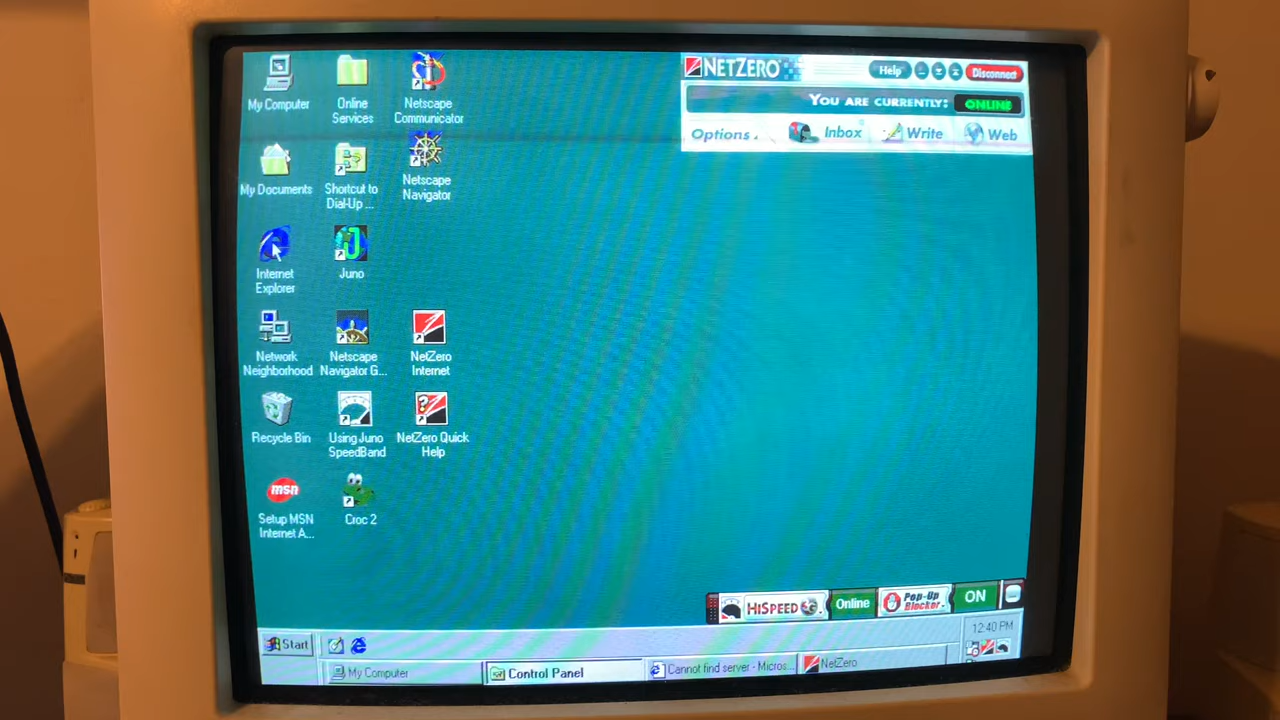 My Computer
Online
Services
Netscape
Communicator
My Documents
Shortcut to
Dial-Up ...
Netscape
Navigator
Internet
Explorer
Juno
Network
Neighborhood
Netscape
Navigator G...
NetZero
Internet
Recycle Bin
Using Juno
SpeedBand
NetZero Quick
Help
msn
Setup MSN
Internet A...
Croc 2
NETZERO
Help
Disconnect
YOU ARE CURRENTLY:
ONLINE
Options
Inbox
Write
Web
HISPEED
Online
Pop-Up
Blocker
ON
Start
12:40 PM
My Computer
Control Panel
Cannot find server - Micros...
NetZero